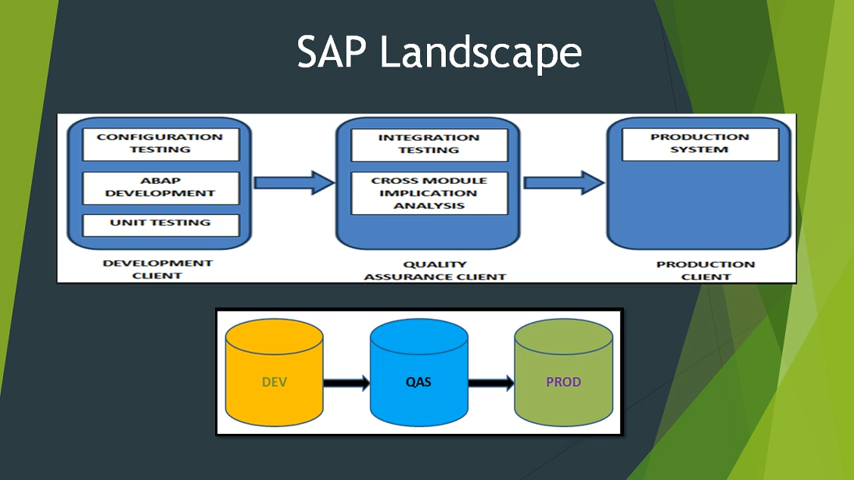 SAP Landscape
CONFIGURATION
TESTING
ABAP
DEVELOPMENT
UNIT TESTING
DEVELOPMENT
CLIENT
INTEGRATION
TESTING
CROSS MODULE
IMPLICATION
ANALYSIS
QUALITY
ASSURANCE CLIENT
PRODUCTION
SYSTEM
PRODUCTION
CLIENT
DEV
QAS
PROD